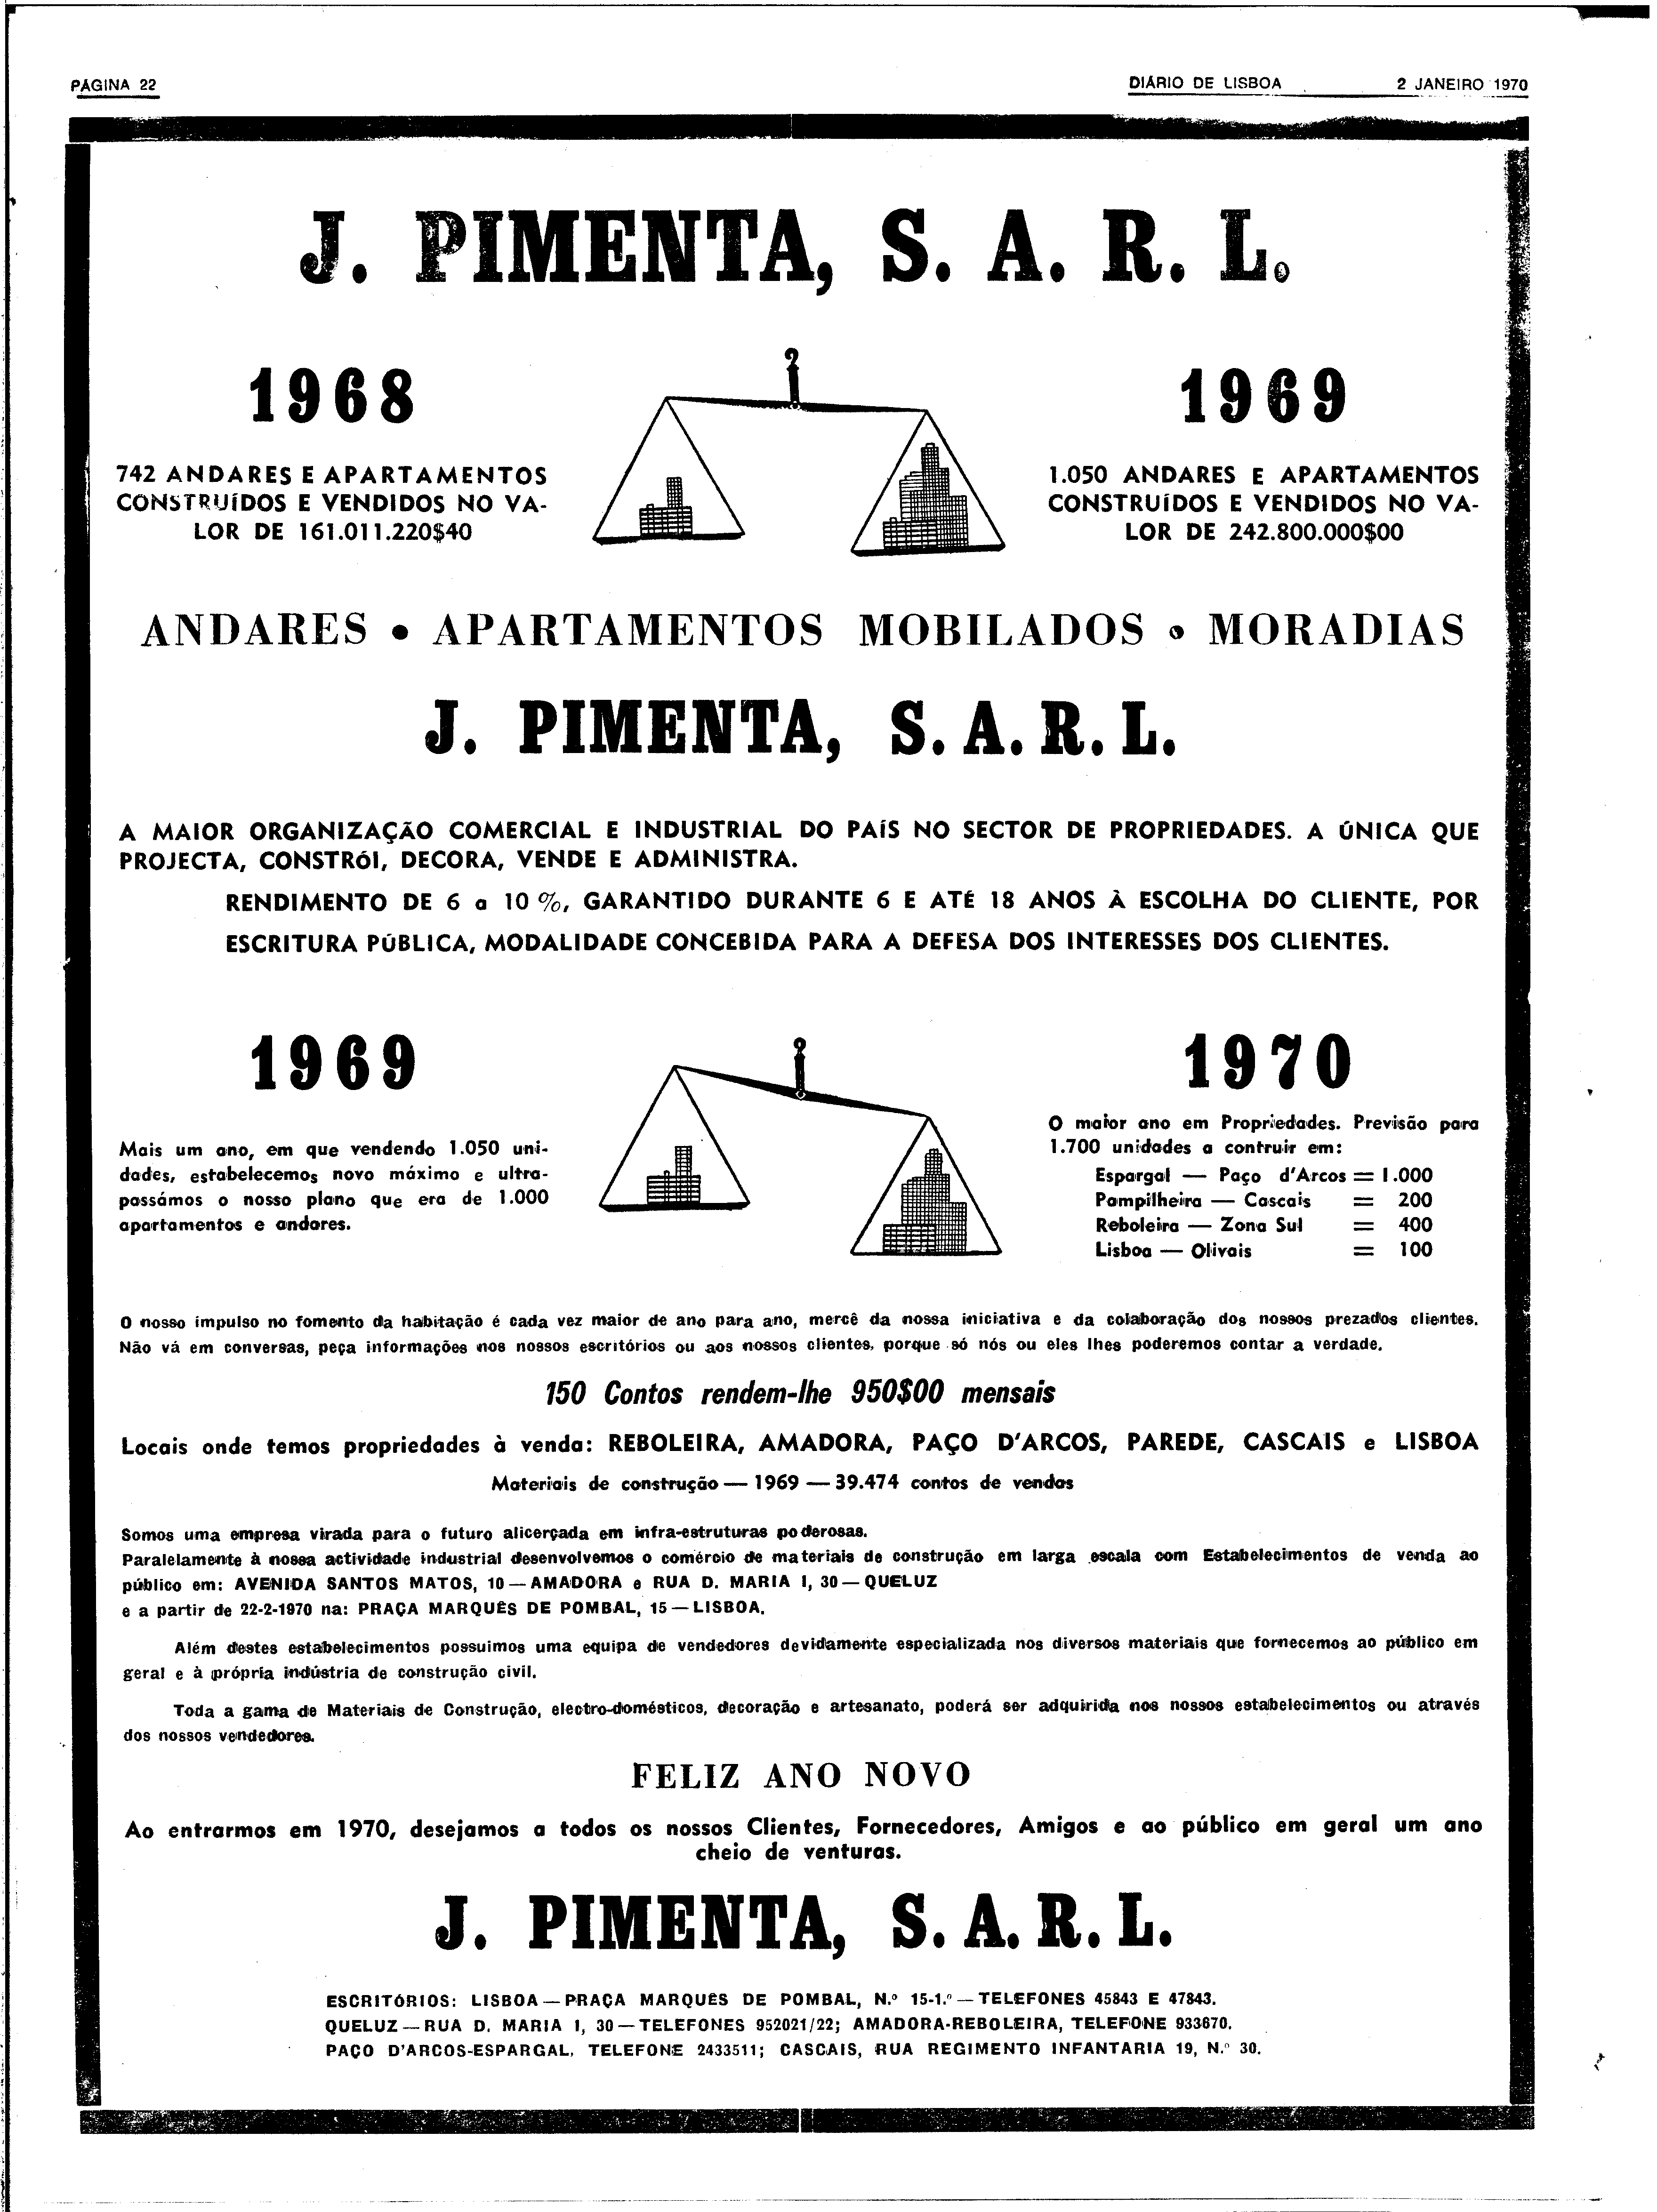 PÁGINA 22
DIÁRIO DE LISBOA 2 JANEIRO 1970
J. PIMENTA, S. A. R. L.
1968
742 ANDARES E APARTAMENTOS
CONSTRUÍDOS E VENDIDOS NO VA-
LOR DE 161.011.220$40
1969
1.050 ANDARES E APARTAMENTOS
CONSTRUÍDOS E VENDIDOS NO VA-
LOR DE 242.800.000$00
ANDARES • APARTAMENTOS MOBILADOS • MORADIAS
J. PIMENTA, S. A. R. L.
A MAIOR ORGANIZAÇÃO COMERCIAL E INDUSTRIAL DO PAÍS NO SECTOR DE PROPRIEDADES. A ÚNICA QUE
PROJECTA, CONSTRÓI, DECORA, VENDE E ADMINISTRA.
RENDIMENTO DE 6 a 10 %, GARANTIDO DURANTE 6 E ATÉ 18 ANOS À ESCOLHA DO CLIENTE, POR
ESCRITURA PÚBLICA, MODALIDADE CONCEBIDA PARA A DEFESA DOS INTERESSES DOS CLIENTES.
1969
Mais um ano, em que vendendo 1.050 uni-
dades, estabelecemos novo máximo e ultra-
passámos o nosso plano que era de 1.000
apartamentos e andares.
1970
O maior ano em Propriedades. Previsão para
1.700 unidades a contruir em:
Espargal — Paço d'Arcos = 1.000
Pampilheira — Cascais = 200
Reboleira — Zona Sul = 400
Lisboa — Olivais = 100
O nosso impulso no fomento da habitação é cada vez maior de ano para ano, mercê da nossa iniciativa e da colaboração dos nossos prezados clientes.
Não vá em conversas, peça informações nos nossos escritórios ou aos nossos clientes, porque só nós ou eles lhes poderemos contar a verdade.
150 Contos rendem-lhe 950$00 mensais
Locais onde temos propriedades à venda: REBOLEIRA, AMADORA, PAÇO D'ARCOS, PAREDE, CASCAIS e LISBOA
Materiais de construção — 1969 — 39.474 contos de vendas
Somos uma empresa virada para o futuro alicerçada em infra-estruturas poderosas.
Paralelamente à nossa actividade industrial desenvolvemos o comércio de materiais de construção em larga escala com Estabelecimentos de venda ao
público em: AVENIDA SANTOS MATOS, 10 — AMADORA e RUA D. MARIA I, 30 — QUELUZ
e a partir de 22-2-1970 na: PRAÇA MARQUÊS DE POMBAL, 15 — LISBOA.
Além destes estabelecimentos possuimos uma equipa de vendedores devidamente especializada nos diversos materiais que fornecemos ao público em
geral e à própria indústria de construção civil.
Toda a gama de Materiais de Construção, electro-domésticos, decoração e artesanato, poderá ser adquirida nos nossos estabelecimentos ou através
dos nossos vendedores.
FELIZ ANO NOVO
Ao entrarmos em 1970, desejamos a todos os nossos Clientes, Fornecedores, Amigos e ao público em geral um ano
cheio de venturas.
J. PIMENTA, S. A. R. L.
ESCRITÓRIOS: LISBOA — PRAÇA MARQUÊS DE POMBAL, N.º 15-1.º — TELEFONES 45843 E 47843.
QUELUZ — RUA D. MARIA I, 30 — TELEFONES 952021/22; AMADORA-REBOLEIRA, TELEFONE 933670.
PAÇO D'ARCOS-ESPARGAL, TELEFONE 2433511; CASCAIS, RUA REGIMENTO INFANTARIA 19, N.º 30.